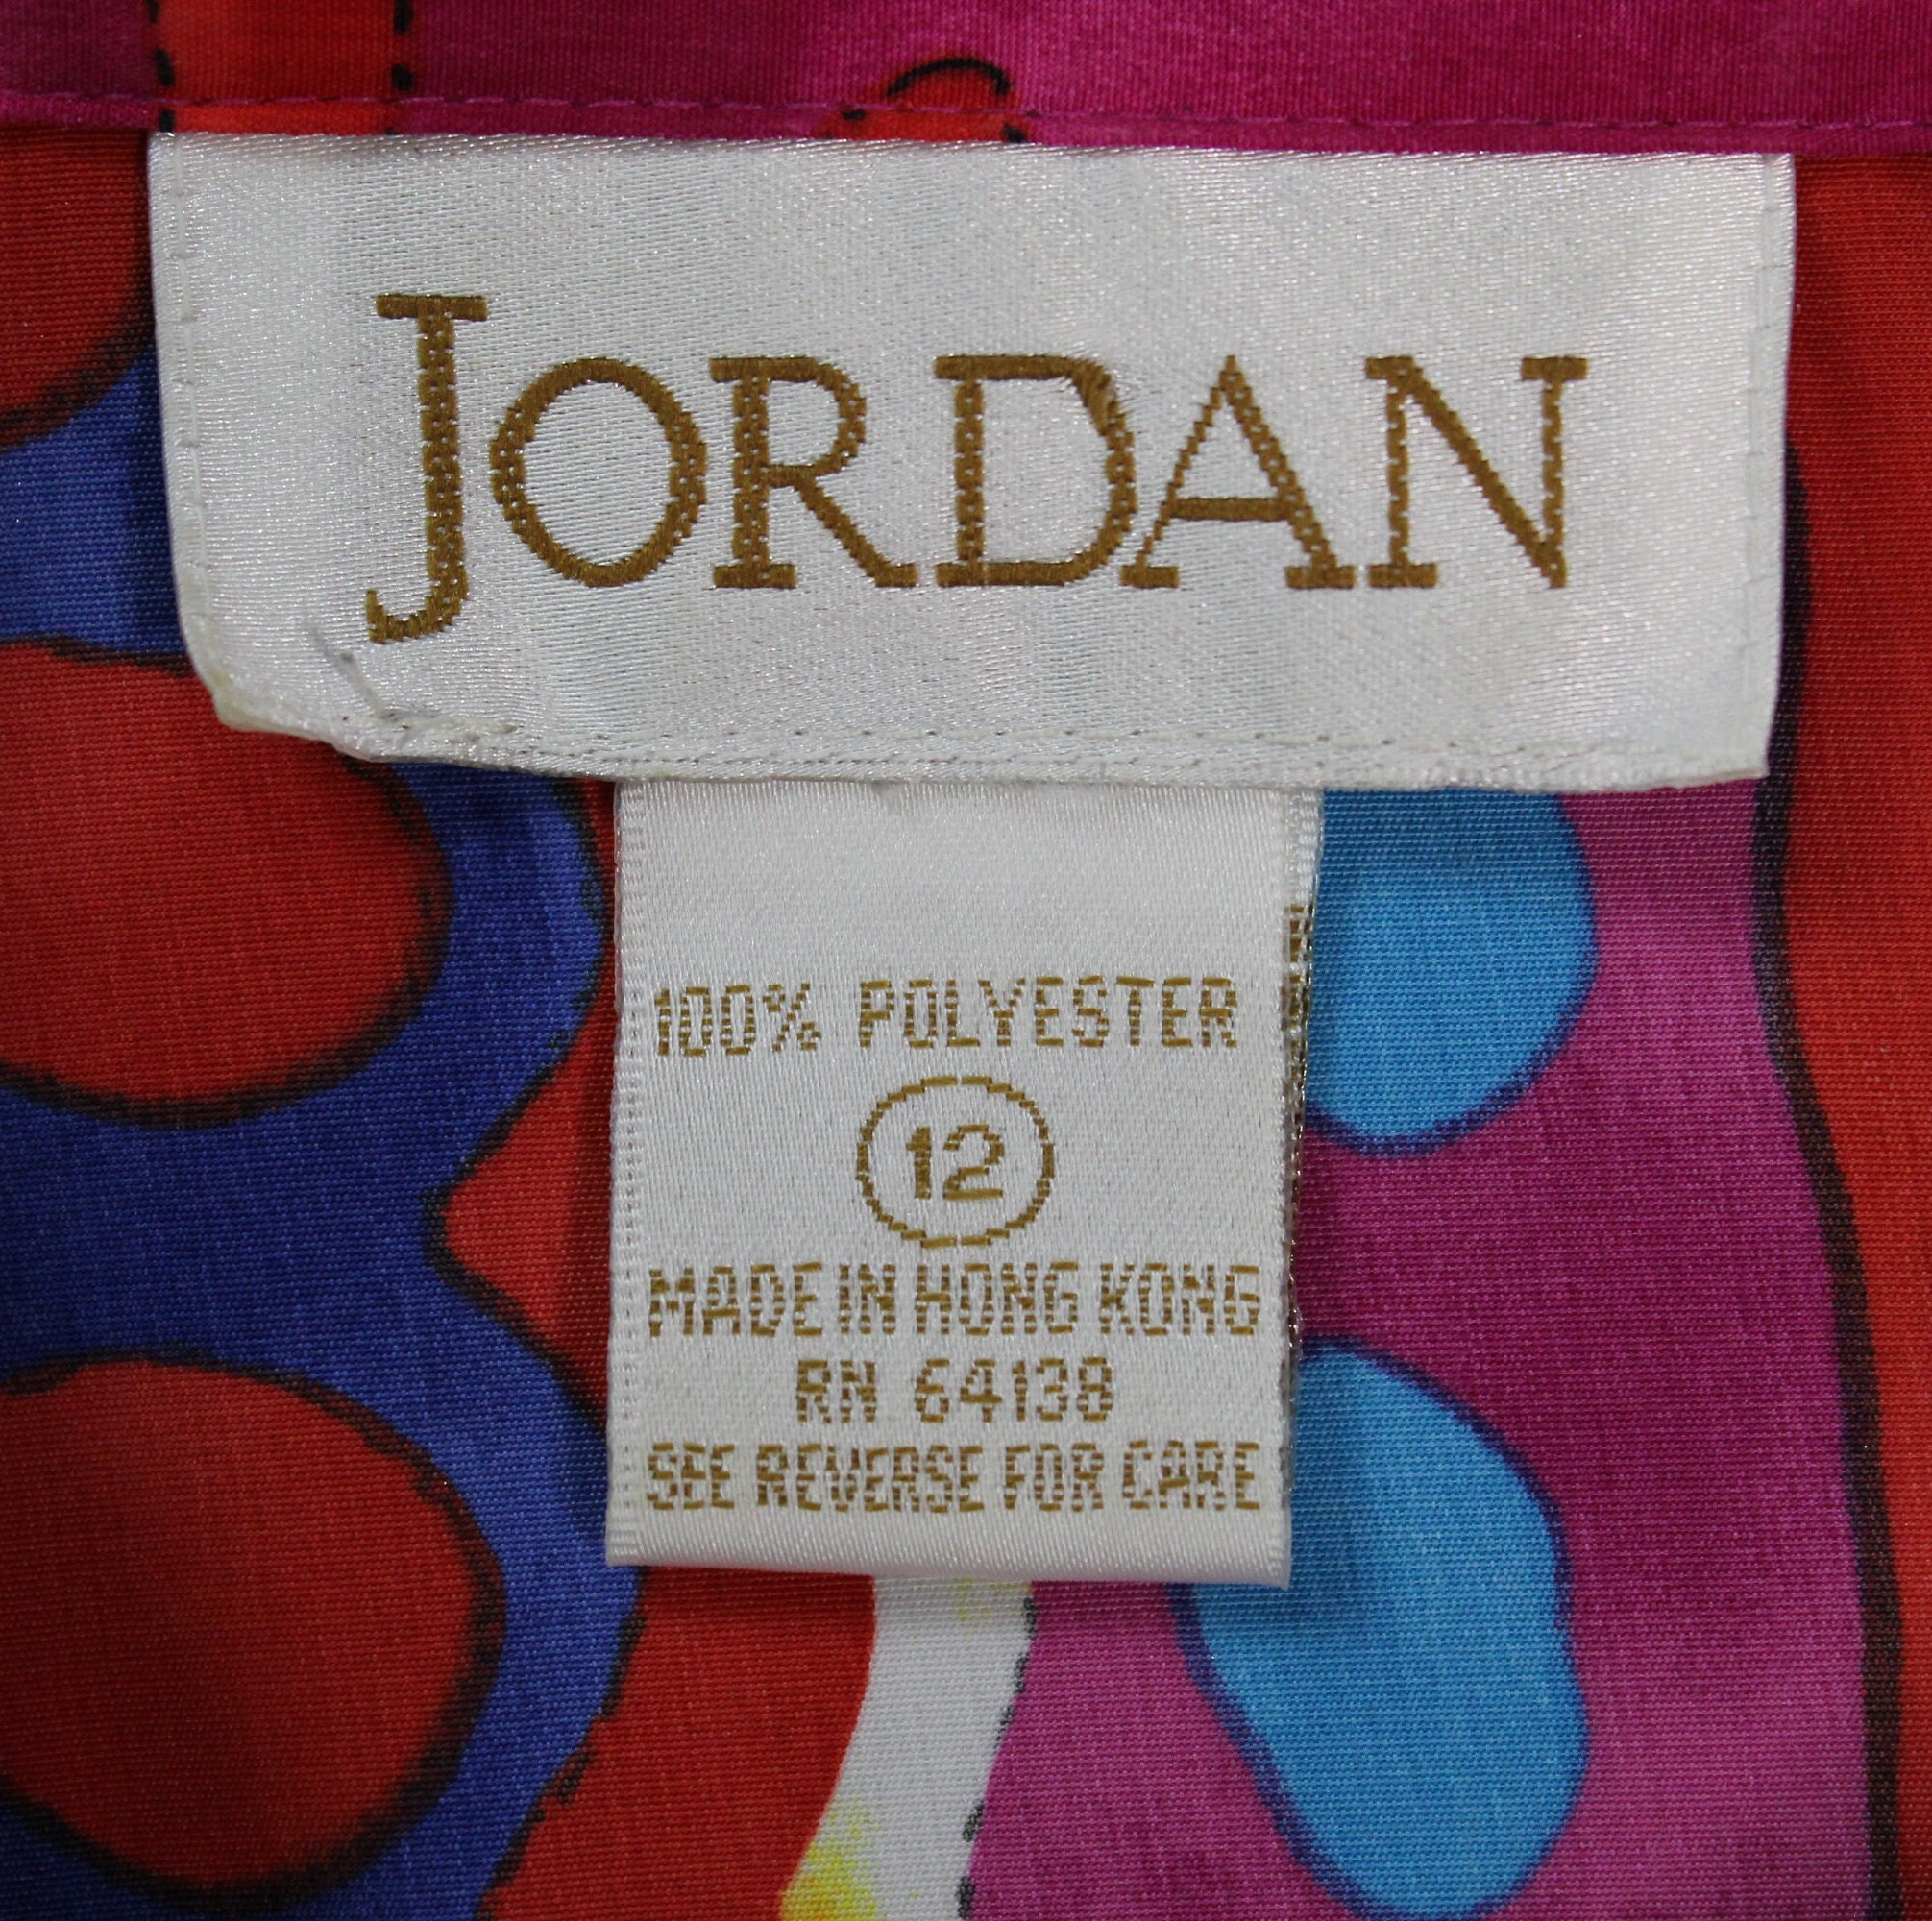 JORDAN
100% POLYESTER
12
MADE IN HONG KONG
RN 64138
SEE REVERSE FOR CARE